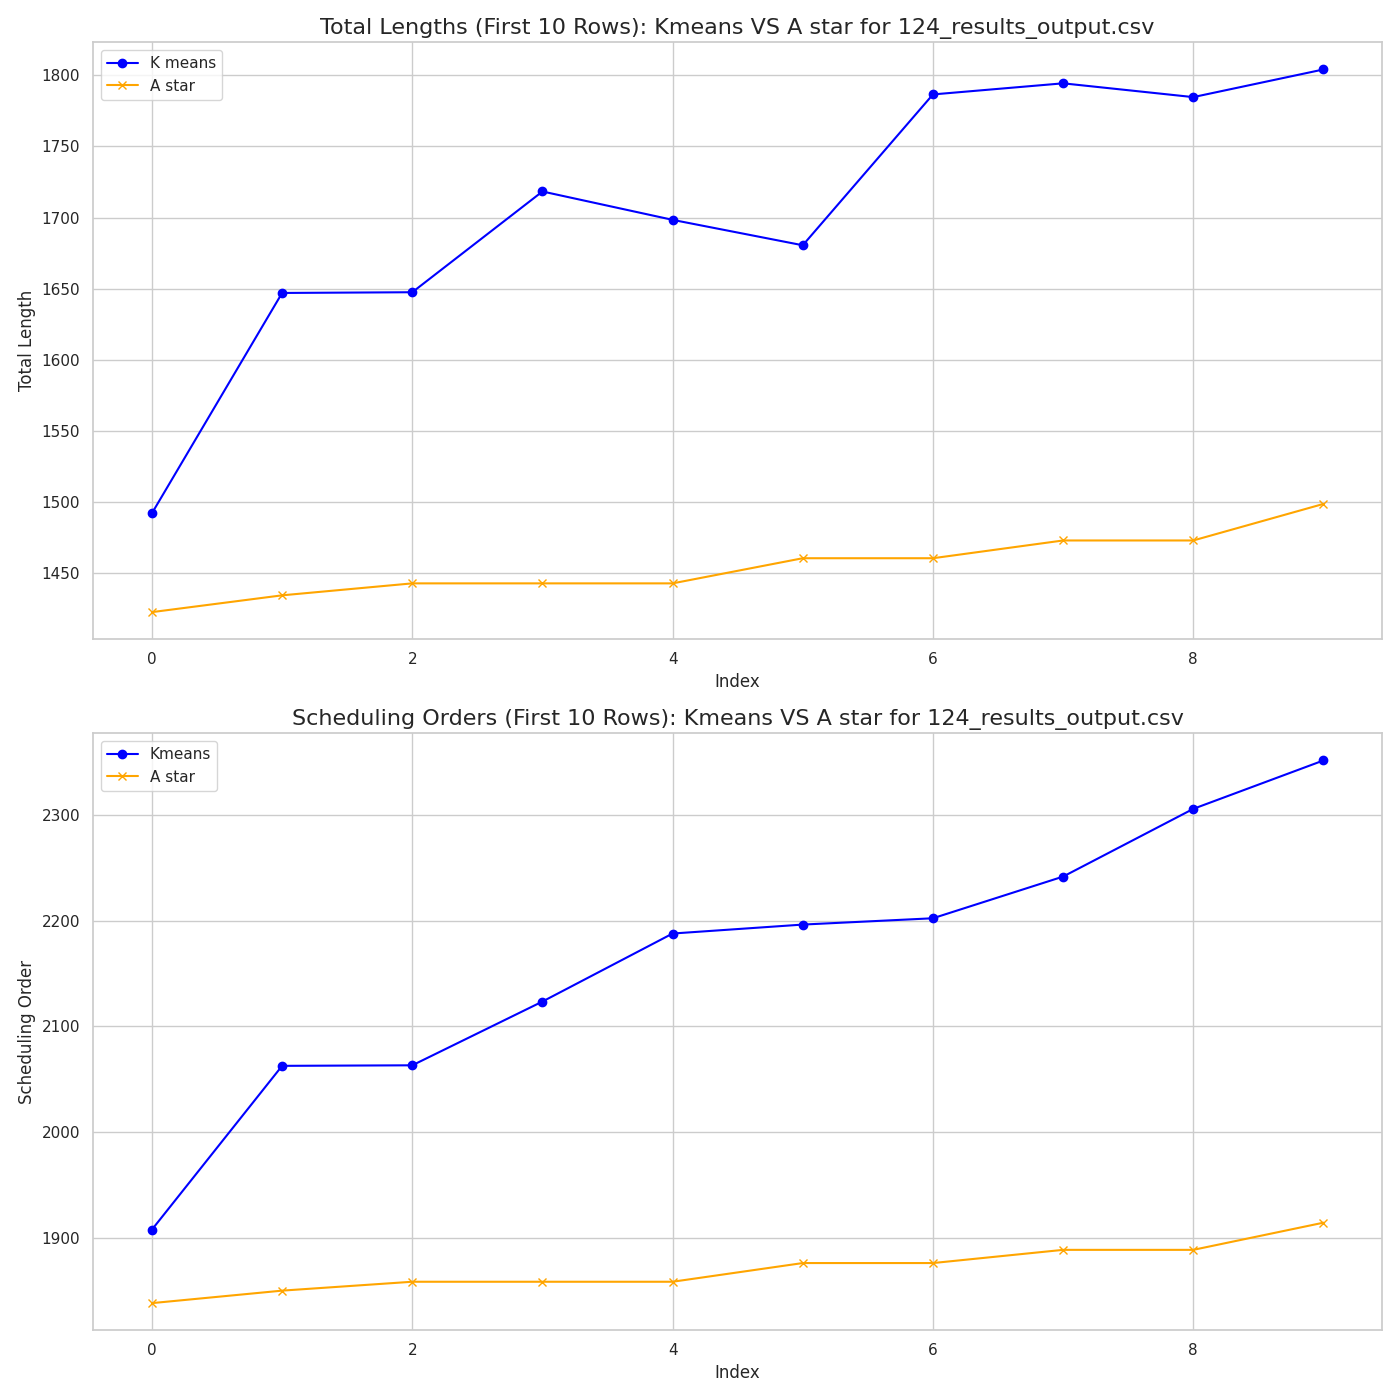 Total Lengths (First 10 Rows): Kmeans VS A star for 124_results_output.csv
K means
A star
1800
1750
1700
1650
1600
1550
1500
1450
Total Length
0 2 4 6 8
Index
Scheduling Orders (First 10 Rows): Kmeans VS A star for 124_results_output.csv
Kmeans
A star
2300
2200
2100
2000
1900
Scheduling Order
0 2 4 6 8
Index